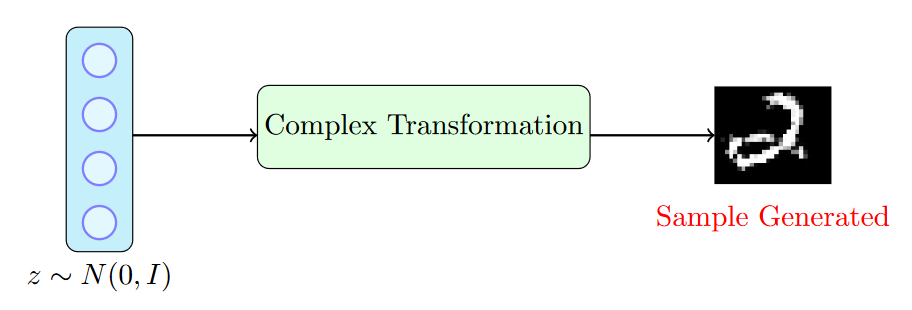 Complex Transformation
Sample Generated
z ∼ N(0, I)